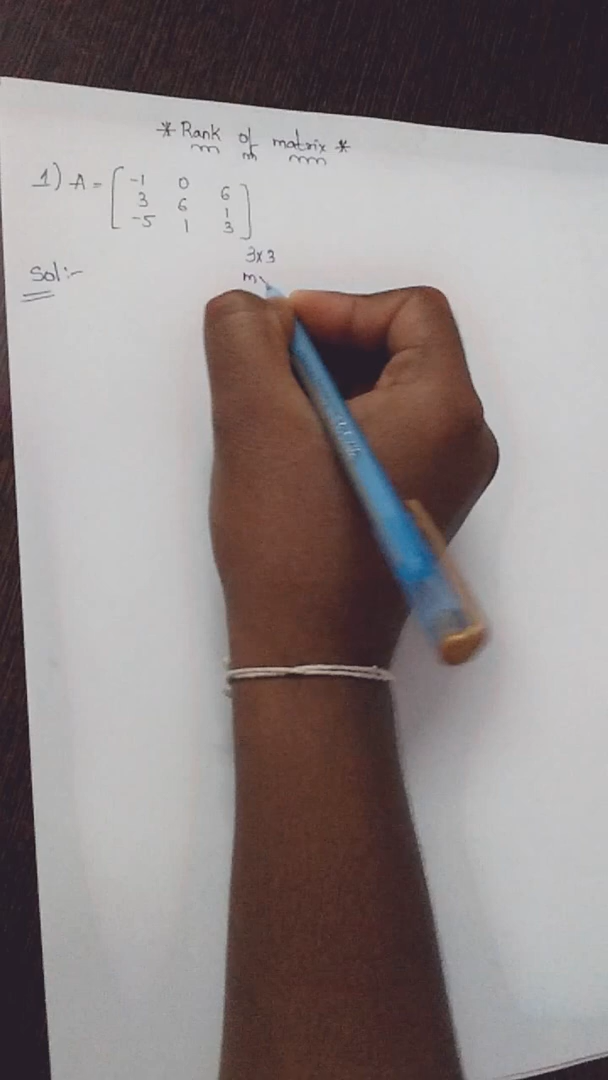 * Rank of matrix *
1) A = [ -1 0 6
3 6 1
-5 1 3 ]
3x3
Sol:-
m x